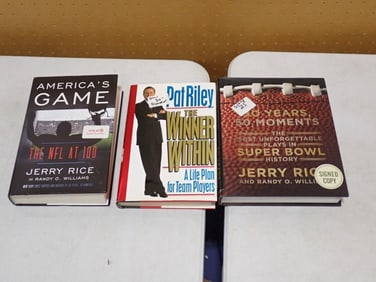 AMERICA'S
GAME
THE NFL AT 100
JERRY RICE
RANDY O. WILLIAMS
Pat Riley
THE
WINNER
WITHIN
A Life Plan
for Team Players
50 YEARS,
50 MOMENTS
THE
MOST UNFORGETTABLE
PLAYS IN
SUPER BOWL
HISTORY
JERRY RICE
AND RANDY O. WILLIAMS
SIGNED
COPY